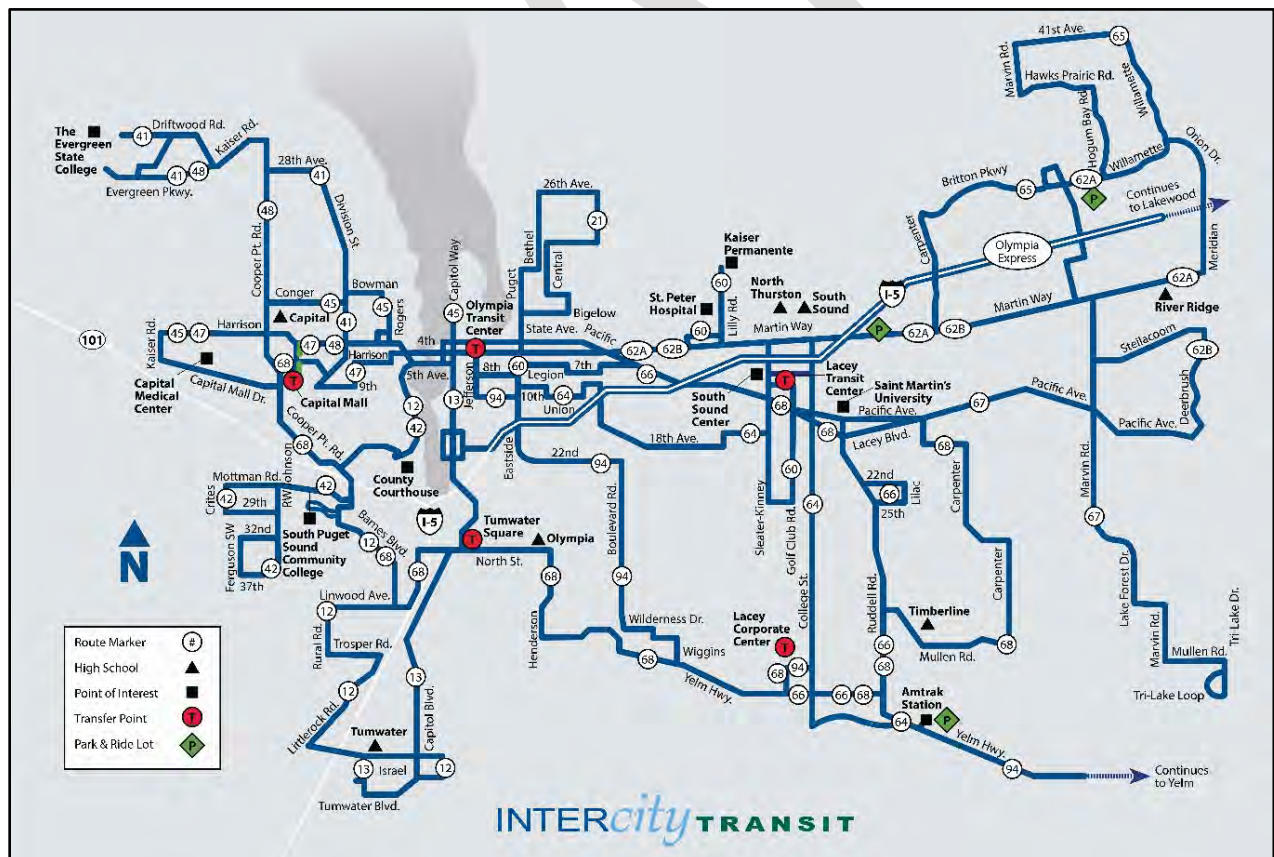 41st Ave.
65
Marvin Rd.
Hawks Prairie Rd.
Willamette
Hogum Bay Rd.
Orion Dr.
The
Evergreen
State
College
41
Driftwood Rd.
Kaiser Rd.
28th Ave.
41
48
41
Evergreen Pkwy.
48
Division St.
Cooper Pt. Rd.
26th Ave.
21
Bethel
Central
Puget
Bigelow
Capitol Way
45
Britton Pkwy
65
62A
P
Willamette
Continues
to Lakewood
Carpenter
Olympia
Express
Meridian
Kaiser
Permanente
60
Lilly Rd.
St. Peter
Hospital
60
North
Thurston
South
Sound
I-5
Martin Way
P
62A
62B
Martin Way
62A
River Ridge
Conger
45
Bowman
45
Rogers
Capital
41
Kaiser Rd.
45
47
Harrison
47
48
Harrison
47
9th
68
T
Capital Mall
Capital
Medical
Center
Capital Mall Dr.
101
Olympia
Transit
Center
T
4th
5th Ave.
State Ave.
Pacific
62A
62B
66
Jefferson
8th
60
Legion
7th
94
10th
64
Union
13
12
42
18th Ave.
64
South
Sound
Center
T
Lacey
Transit
Center
68
Saint Martin's
University
Pacific Ave.
68
Lacey Blvd.
67
Pacific Ave.
Pacific Ave.
Steilacoom
62B
Deerbrush
68
Cooper Pt. Rd.
RW Johnson
County
Courthouse
Eastside
22nd
94
Boulevard Rd.
Sleater-Kinney
60
Golf Club Rd.
64
College St.
22nd
66
Lilac
25th
68
Carpenter
Marvin Rd.
67
Mottman Rd.
42
Crites
42
29th
32nd
Ferguson SW
37th
42
South Puget
Sound
Community
College
Barnes Blvd.
12
68
I-5
Tumwater
Square
T
Olympia
North St.
68
68
94
Linwood Ave.
12
Rural Rd.
Trosper Rd.
12
Littlerock Rd.
13
Capitol Blvd.
Tumwater
13
Israel
12
Tumwater Blvd.
Henderson
Wilderness Dr.
Wiggins
68
Yelm Hwy.
Lacey
Corporate
Center
T
68
94
66
66
68
Ruddell Rd.
66
68
Timberline
Mullen Rd.
68
Carpenter
Amtrak
Station
P
64
Yelm Hwy.
94
Continues
to Yelm
Lake Forest Dr.
Marvin Rd.
Mullen Rd.
Tri-Lake Dr.
Tri-Lake Loop
N
Route Marker
#
High School
Point of Interest
Transfer Point
T
Park & Ride Lot
P
INTERcity TRANSIT